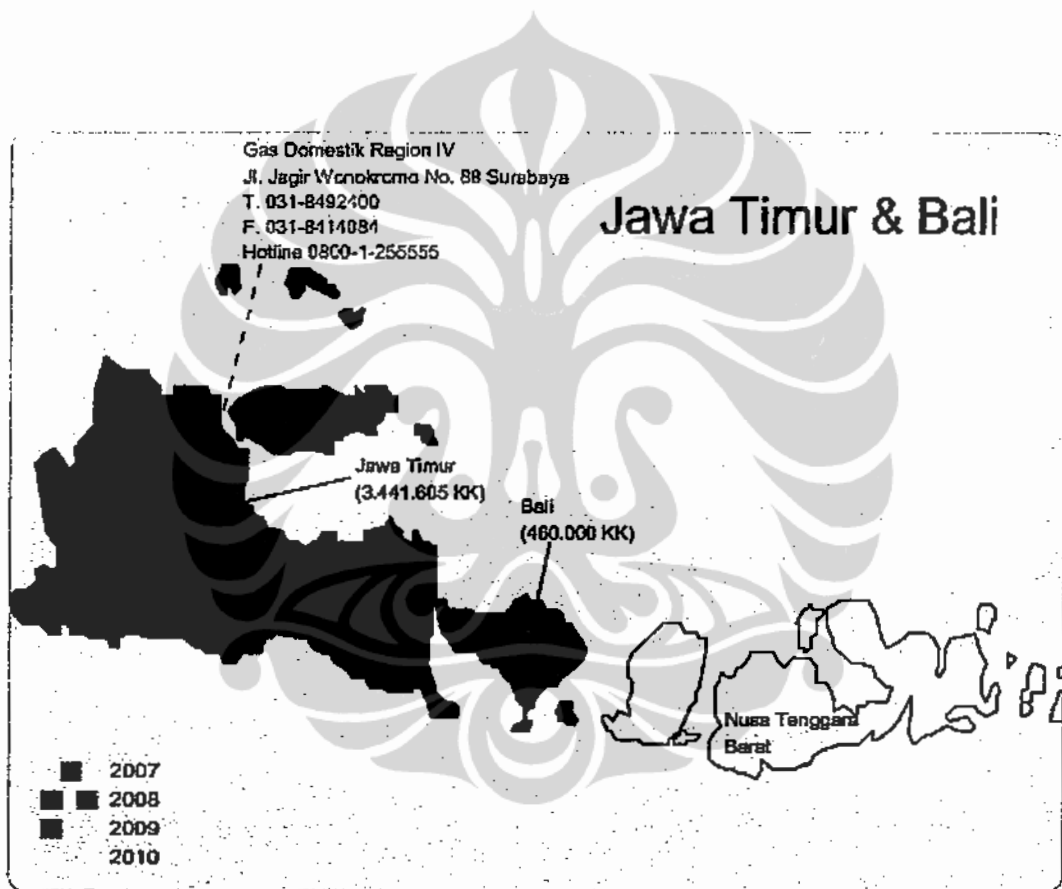 Gas Domestik Region IV
Jl. Jagir Wonokromo No. 88 Surabaya
T. 031-8492400
F. 031-8414084
Hotline 0800-1-255555
Jawa Timur & Bali
Jawa Timur
(3.441.605 KK)
Bali
(460.000 KK)
Nusa Tenggara
Barat
2007
2008
2009
2010